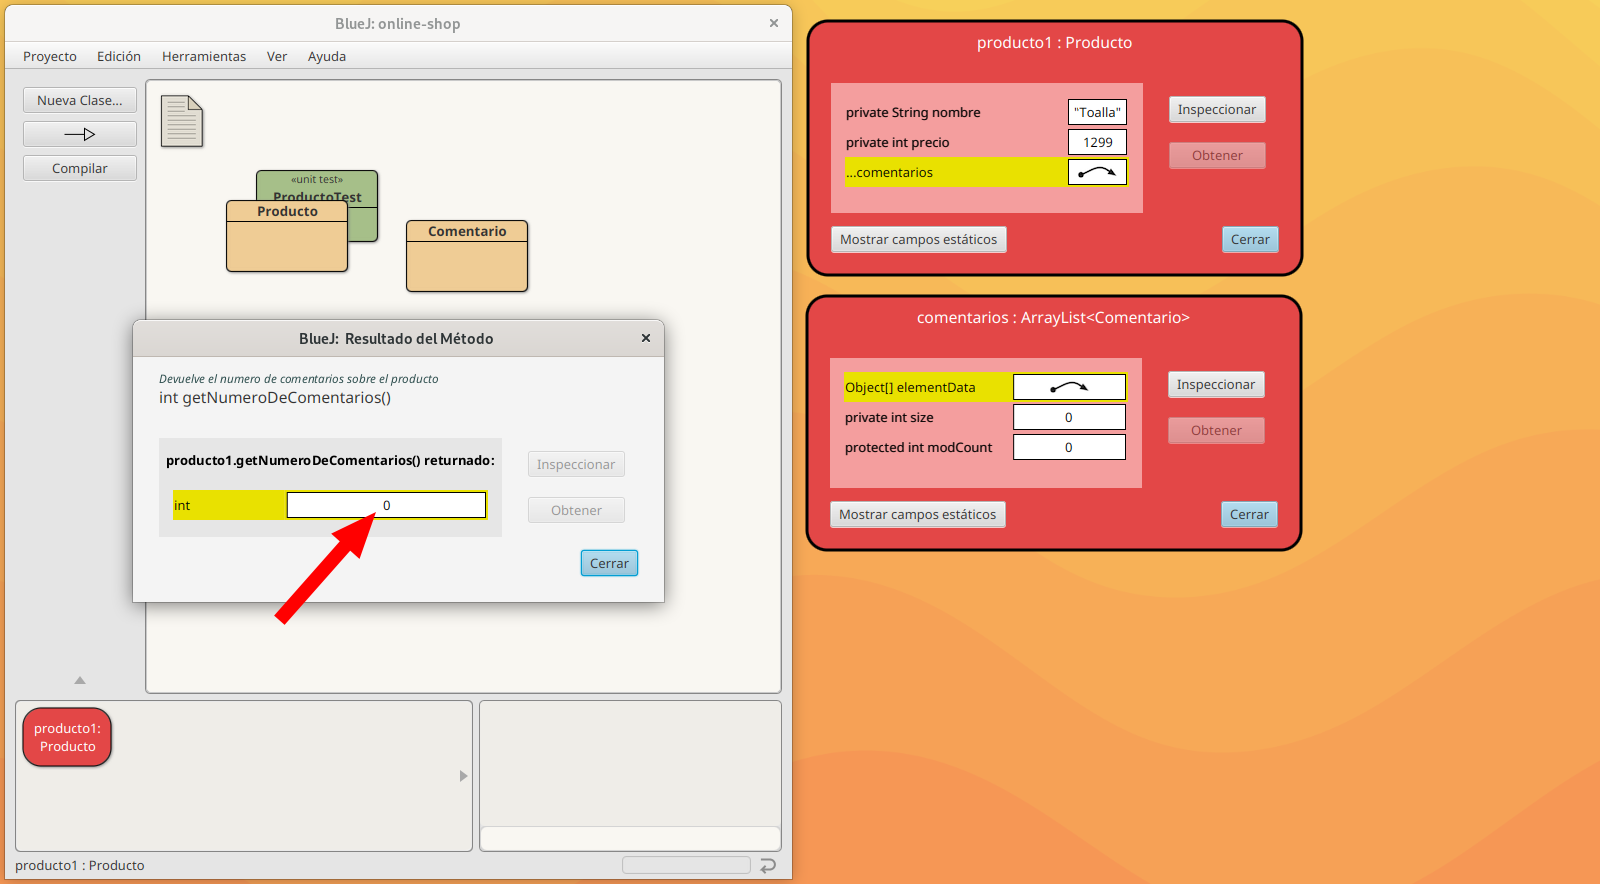 BlueJ: online-shop
Proyecto Edición Herramientas Ver Ayuda
Nueva Clase...
Compilar
«unit test»
ProductoTest
Producto
Comentario
BlueJ: Resultado del Método
Devuelve el numero de comentarios sobre el producto
int getNumeroDeComentarios()
producto1.getNumeroDeComentarios() returnado:
int 0
Inspeccionar
Obtener
Cerrar
producto1:
Producto
producto1 : Producto
producto1 : Producto
private String nombre "Toalla"
private int precio 1299
...comentarios
Inspeccionar
Obtener
Mostrar campos estáticos
Cerrar
comentarios : ArrayList<Comentario>
Object[] elementData
private int size 0
protected int modCount 0
Inspeccionar
Obtener
Mostrar campos estáticos
Cerrar